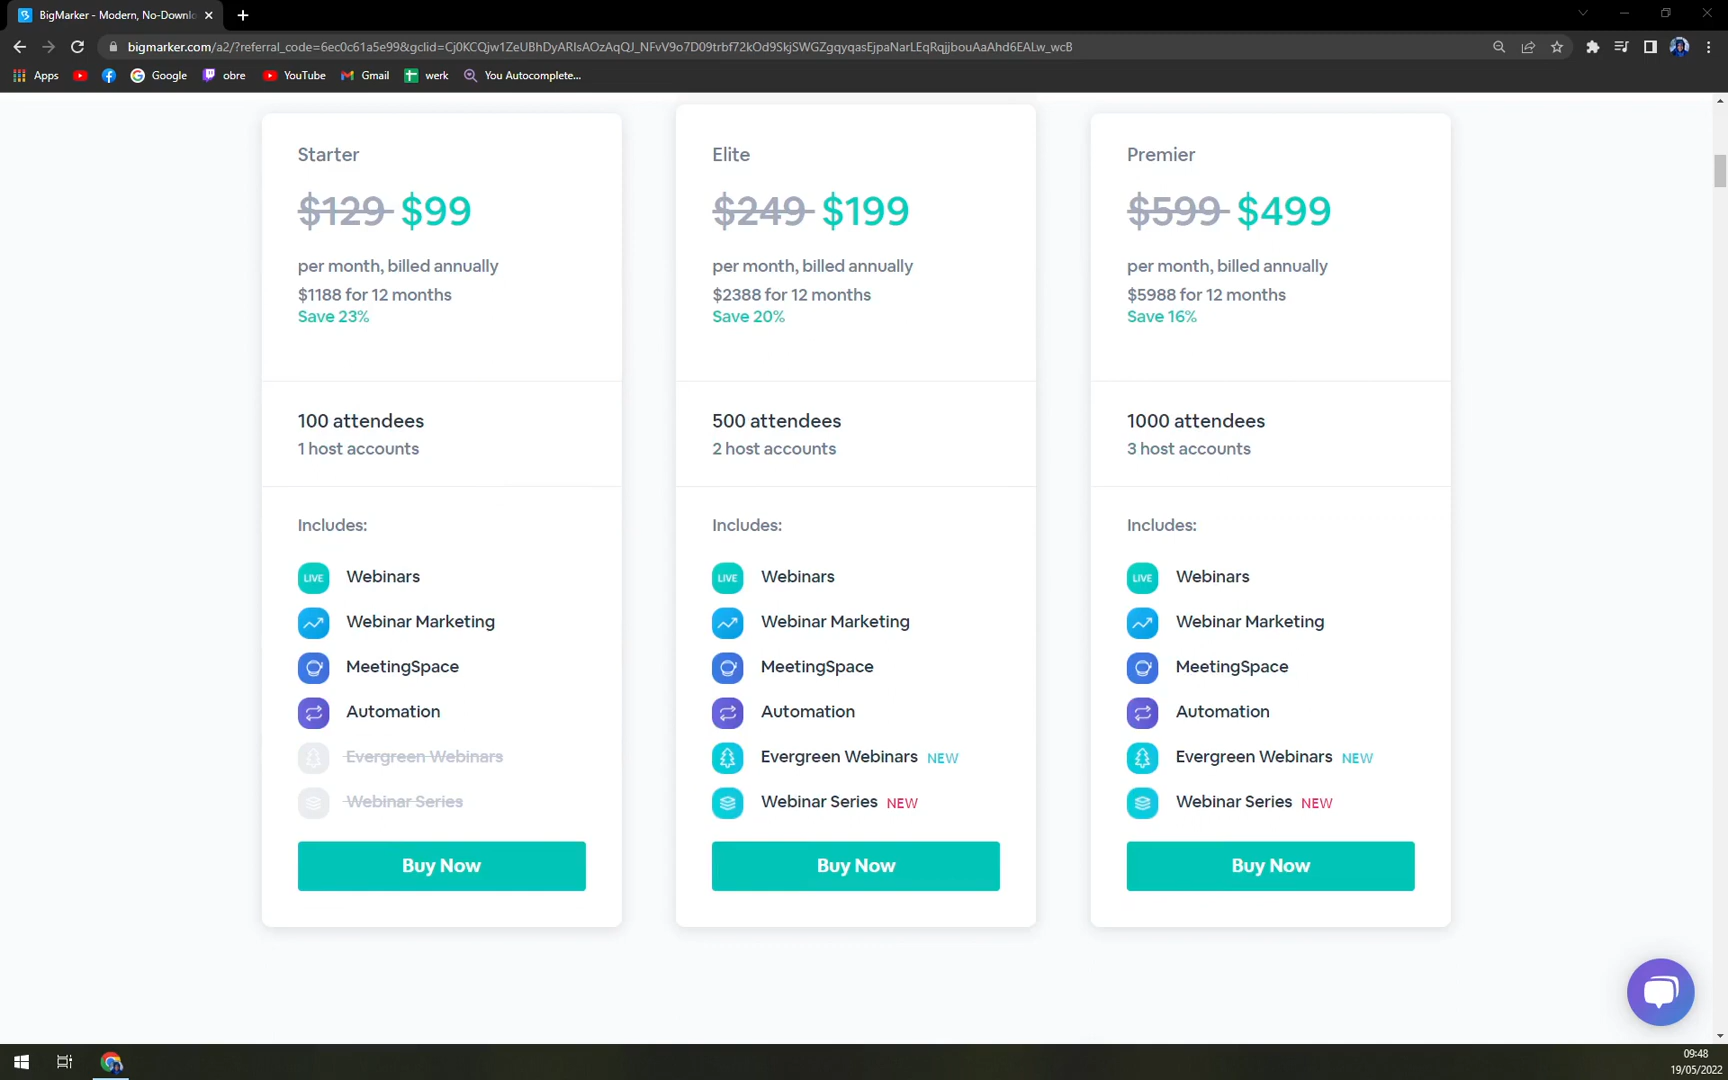 BigMarker - Modern, No-Downlo
bigmarker.com/a2/?referral_code=6ec0c61a5e99&gclid=Cj0KCQjw1ZeUBhDyARIsAOzAqQJ_NFvV9o7D09trbf72kOd9SkjSWGZgqyqasEjpaNarLEqRqjjbouAaAhd6EALw_wcB
Apps Google obre YouTube Gmail werk You Autocomplete...
Starter
$129 $99
per month, billed annually
$1188 for 12 months
Save 23%
100 attendees
1 host accounts
Includes:
LIVE Webinars
Webinar Marketing
MeetingSpace
Automation
Evergreen Webinars
Webinar Series
Buy Now
Elite
$249 $199
per month, billed annually
$2388 for 12 months
Save 20%
500 attendees
2 host accounts
Includes:
LIVE Webinars
Webinar Marketing
MeetingSpace
Automation
Evergreen Webinars NEW
Webinar Series NEW
Buy Now
Premier
$599 $499
per month, billed annually
$5988 for 12 months
Save 16%
1000 attendees
3 host accounts
Includes:
LIVE Webinars
Webinar Marketing
MeetingSpace
Automation
Evergreen Webinars NEW
Webinar Series NEW
Buy Now
09:48
19/05/2022